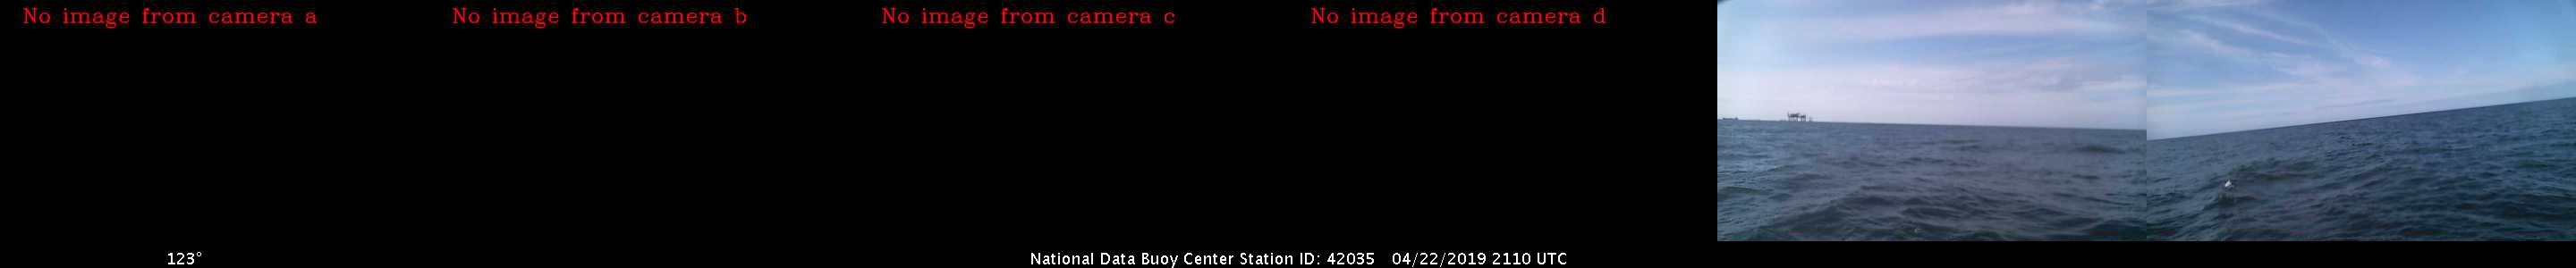 No image from camera a
No image from camera b
No image from camera c
No image from camera d
123°
National Data Buoy Center Station ID: 42035 04/22/2019 2110 UTC